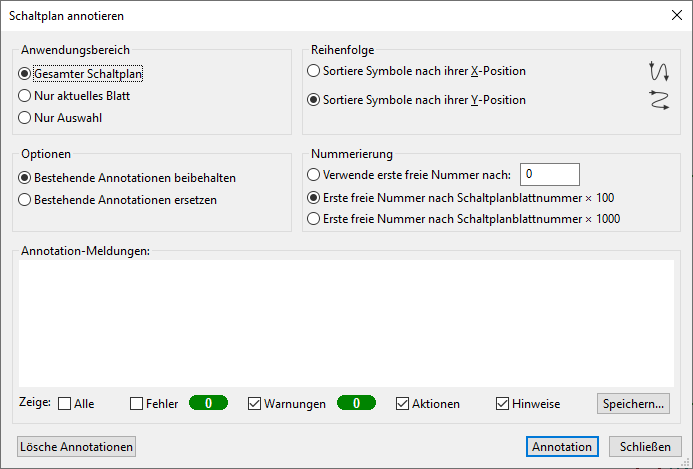 Schaltplan annotieren
Anwendungsbereich
Gesamter Schaltplan
Nur aktuelles Blatt
Nur Auswahl
Reihenfolge
Sortiere Symbole nach ihrer X-Position
Sortiere Symbole nach ihrer Y-Position
Optionen
Bestehende Annotationen beibehalten
Bestehende Annotationen ersetzen
Nummerierung
Verwende erste freie Nummer nach: 0
Erste freie Nummer nach Schaltplanblattnummer × 100
Erste freie Nummer nach Schaltplanblattnummer × 1000
Annotation-Meldungen:
Zeige: Alle Fehler 0 Warnungen 0 Aktionen Hinweise Speichern...
Lösche Annotationen Annotation Schließen